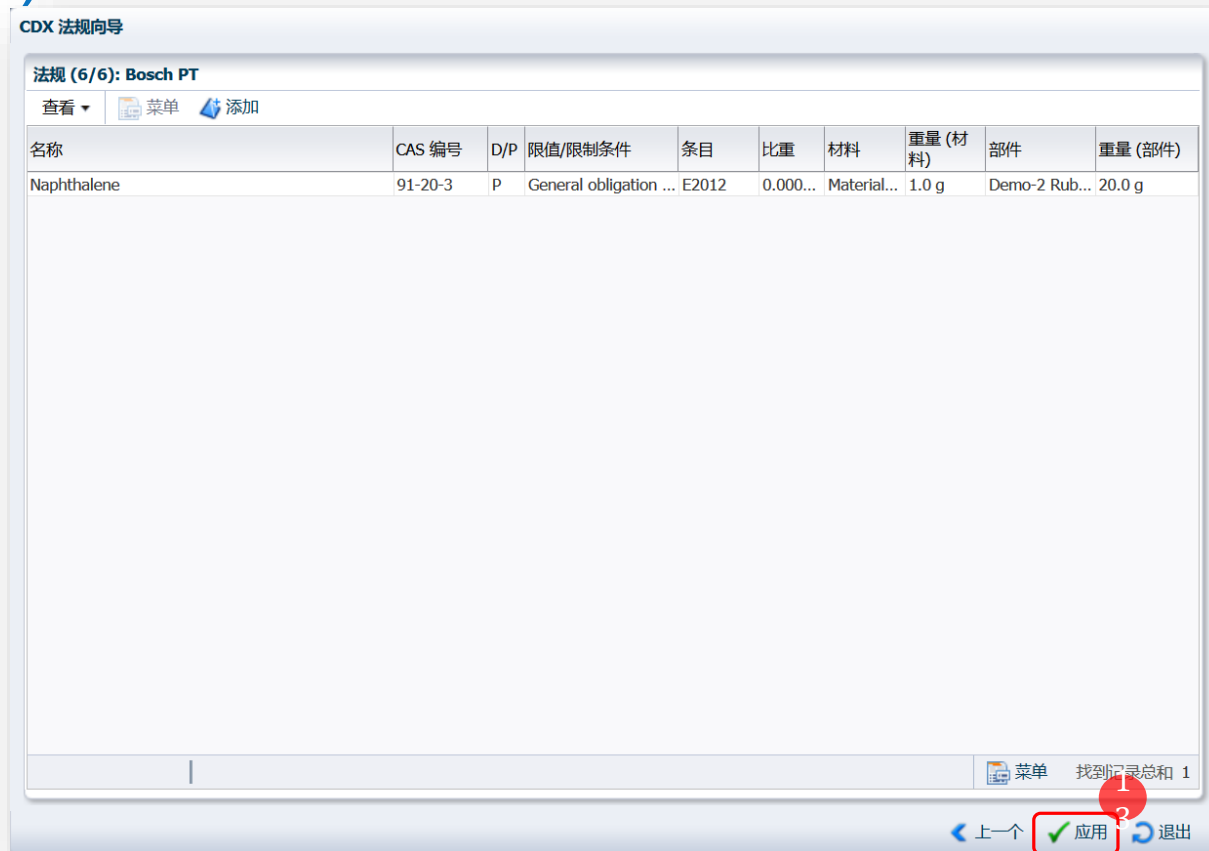 CDX 法规向导
法规 (6/6): Bosch PT
查看 菜单 添加
名称 CAS 编号 D/P 限值/限制条件 条目 比重 材料 重量 (材料) 部件 重量 (部件)
Naphthalene 91-20-3 P General obligation ... E2012 0.000... Material... 1.0 g Demo-2 Rub... 20.0 g
菜单 找到记录总和 1
13
上一个 应用 退出